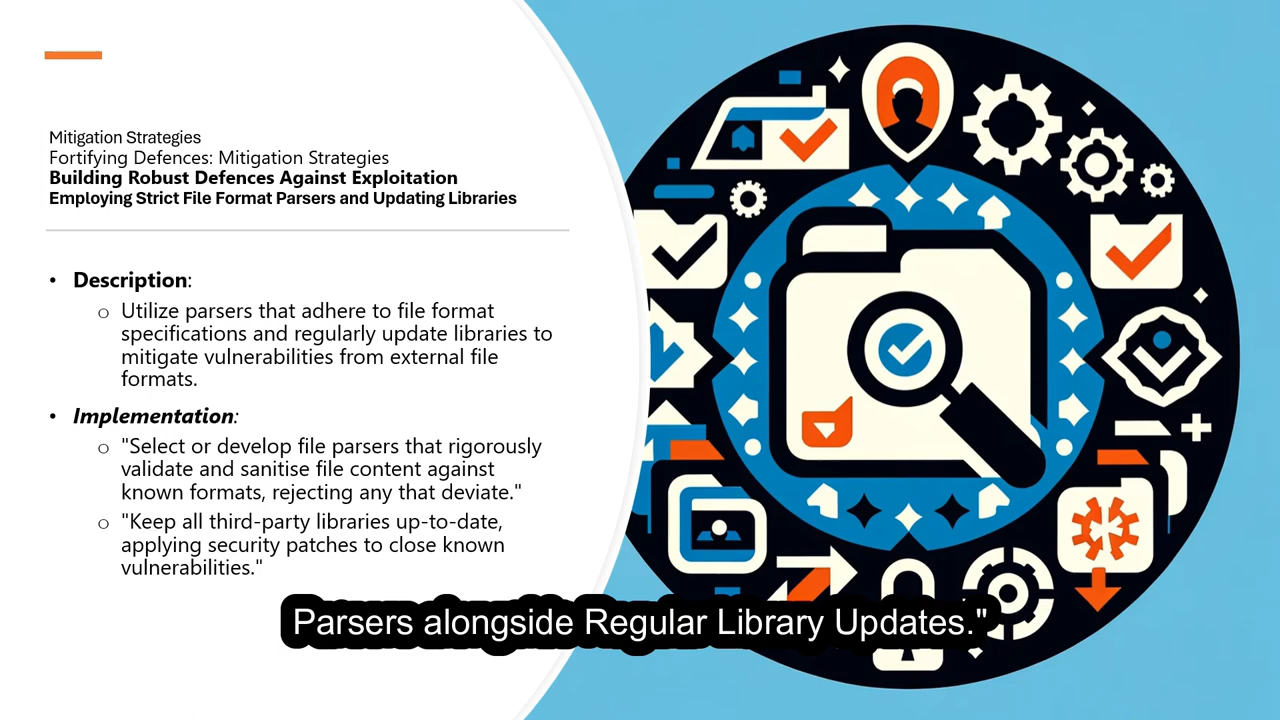 Mitigation Strategies
Fortifying Defences: Mitigation Strategies
Building Robust Defences Against Exploitation
Employing Strict File Format Parsers and Updating Libraries
• Description:
o Utilize parsers that adhere to file format
specifications and regularly update libraries to
mitigate vulnerabilities from external file
formats.
• Implementation:
o "Select or develop file parsers that rigorously
validate and sanitise file content against
known formats, rejecting any that deviate."
o "Keep all third-party libraries up-to-date,
applying security patches to close known
vulnerabilities."
Parsers alongside Regular Library Updates."